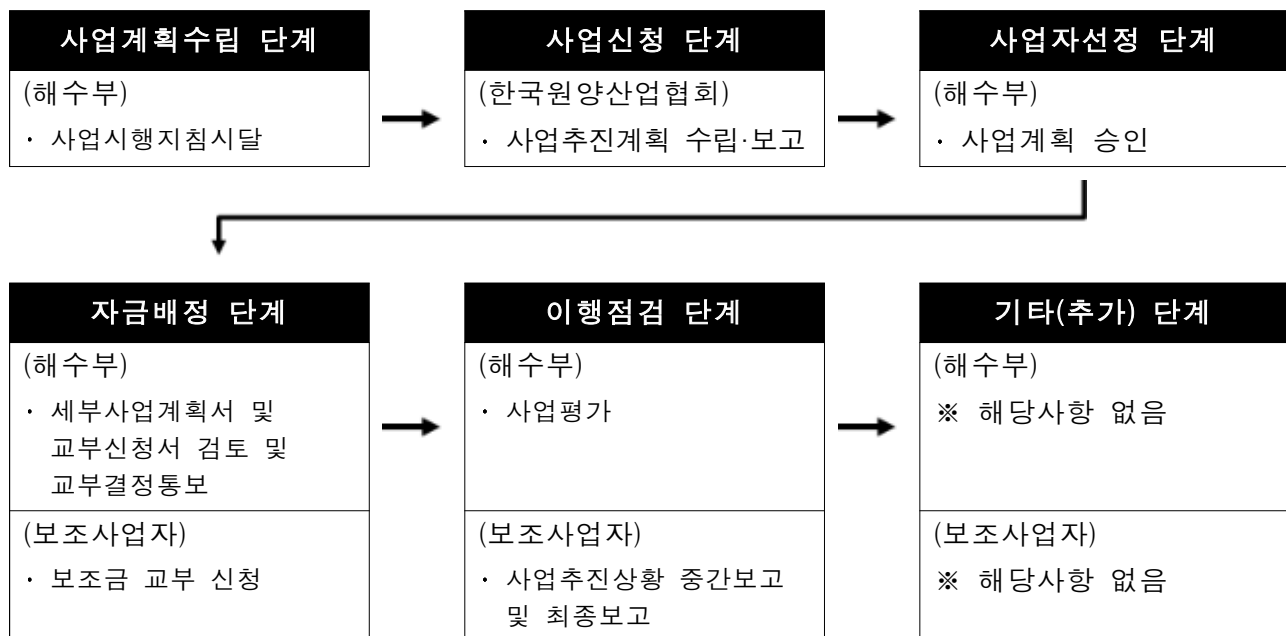 사업계획수립 단계
(해수부)
· 사업시행지침시달
사업신청 단계
(한국원양산업협회)
· 사업추진계획 수립·보고
사업자선정 단계
(해수부)
· 사업계획 승인
자금배정 단계
(해수부)
· 세부사업계획서 및
교부신청서 검토 및
교부결정통보
(보조사업자)
· 보조금 교부 신청
이행점검 단계
(해수부)
· 사업평가
(보조사업자)
· 사업추진상황 중간보고
및 최종보고
기타(추가) 단계
(해수부)
※ 해당사항 없음
(보조사업자)
※ 해당사항 없음